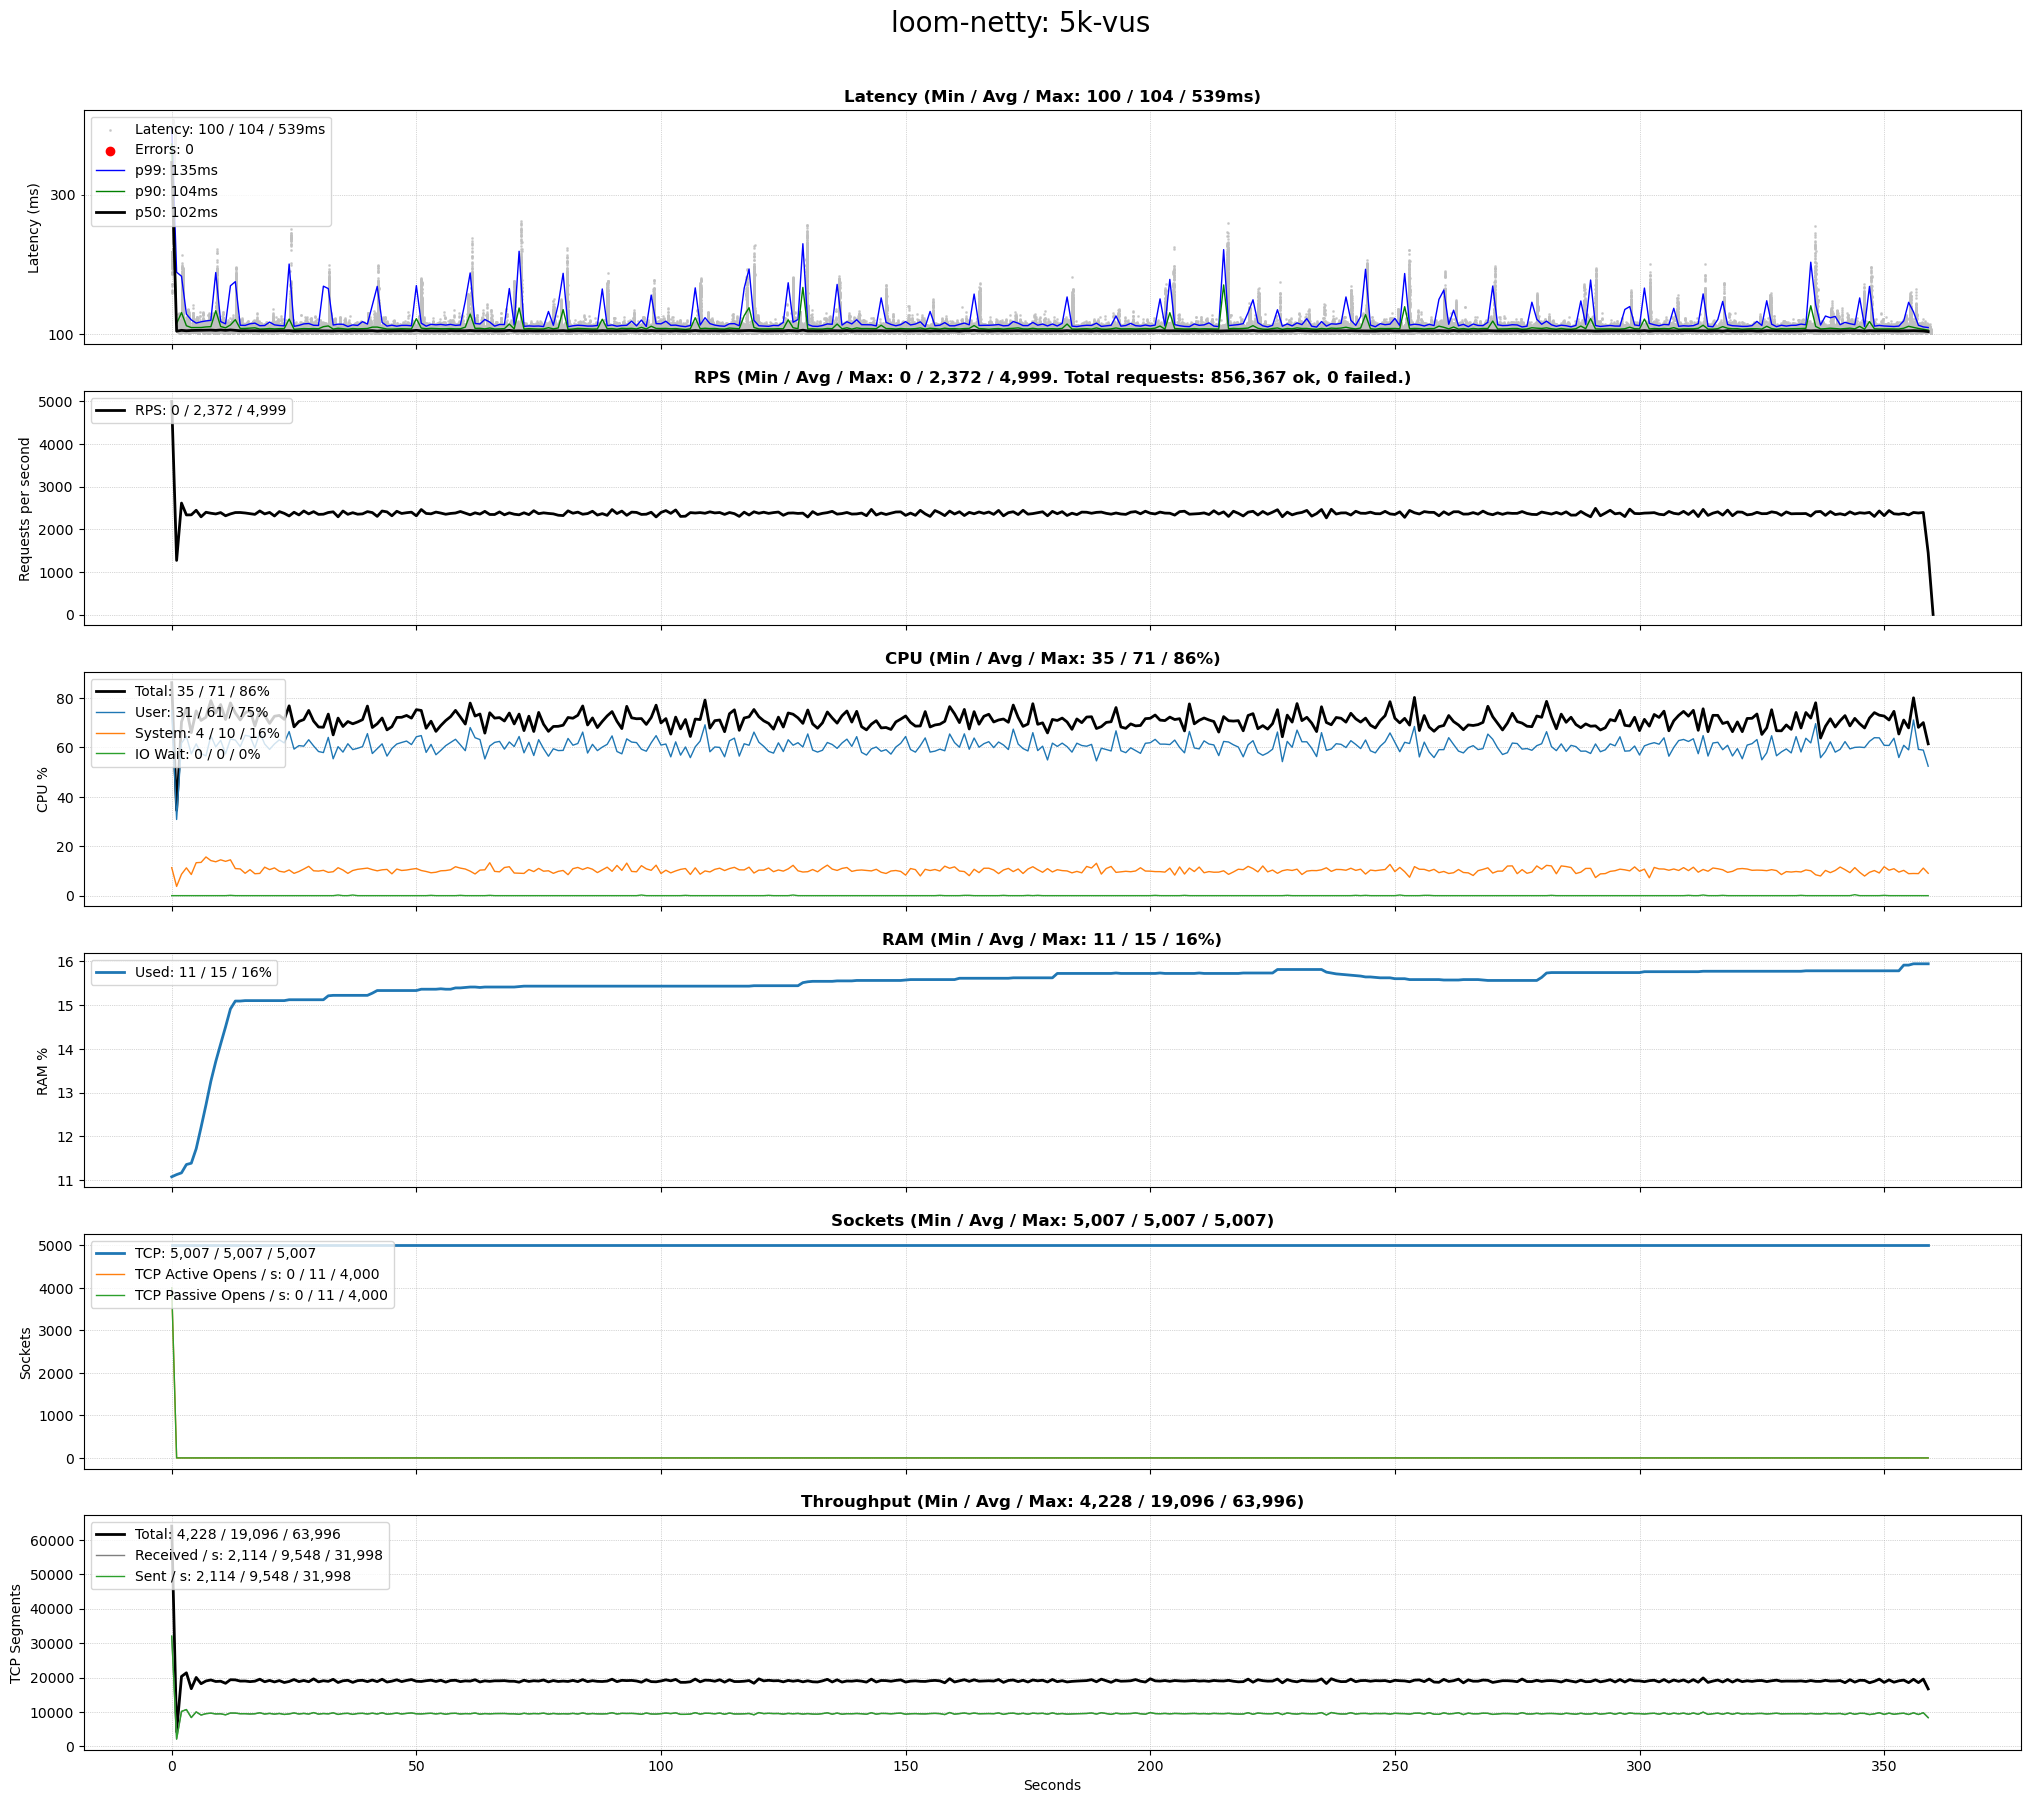 loom-netty: 5k-vus
Latency (Min / Avg / Max: 100 / 104 / 539ms)
Latency (ms)
300
100
Latency: 100 / 104 / 539ms
Errors: 0
p99: 135ms
p90: 104ms
p50: 102ms
RPS (Min / Avg / Max: 0 / 2,372 / 4,999. Total requests: 856,367 ok, 0 failed.)
Requests per second
5000
4000
3000
2000
1000
0
RPS: 0 / 2,372 / 4,999
CPU (Min / Avg / Max: 35 / 71 / 86%)
CPU %
80
60
40
20
0
Total: 35 / 71 / 86%
User: 31 / 61 / 75%
System: 4 / 10 / 16%
IO Wait: 0 / 0 / 0%
RAM (Min / Avg / Max: 11 / 15 / 16%)
RAM %
16
15
14
13
12
11
Used: 11 / 15 / 16%
Sockets (Min / Avg / Max: 5,007 / 5,007 / 5,007)
Sockets
5000
4000
3000
2000
1000
0
TCP: 5,007 / 5,007 / 5,007
TCP Active Opens / s: 0 / 11 / 4,000
TCP Passive Opens / s: 0 / 11 / 4,000
Throughput (Min / Avg / Max: 4,228 / 19,096 / 63,996)
TCP Segments
60000
50000
40000
30000
20000
10000
0
Total: 4,228 / 19,096 / 63,996
Received / s: 2,114 / 9,548 / 31,998
Sent / s: 2,114 / 9,548 / 31,998
0 50 100 150 200 250 300 350
Seconds